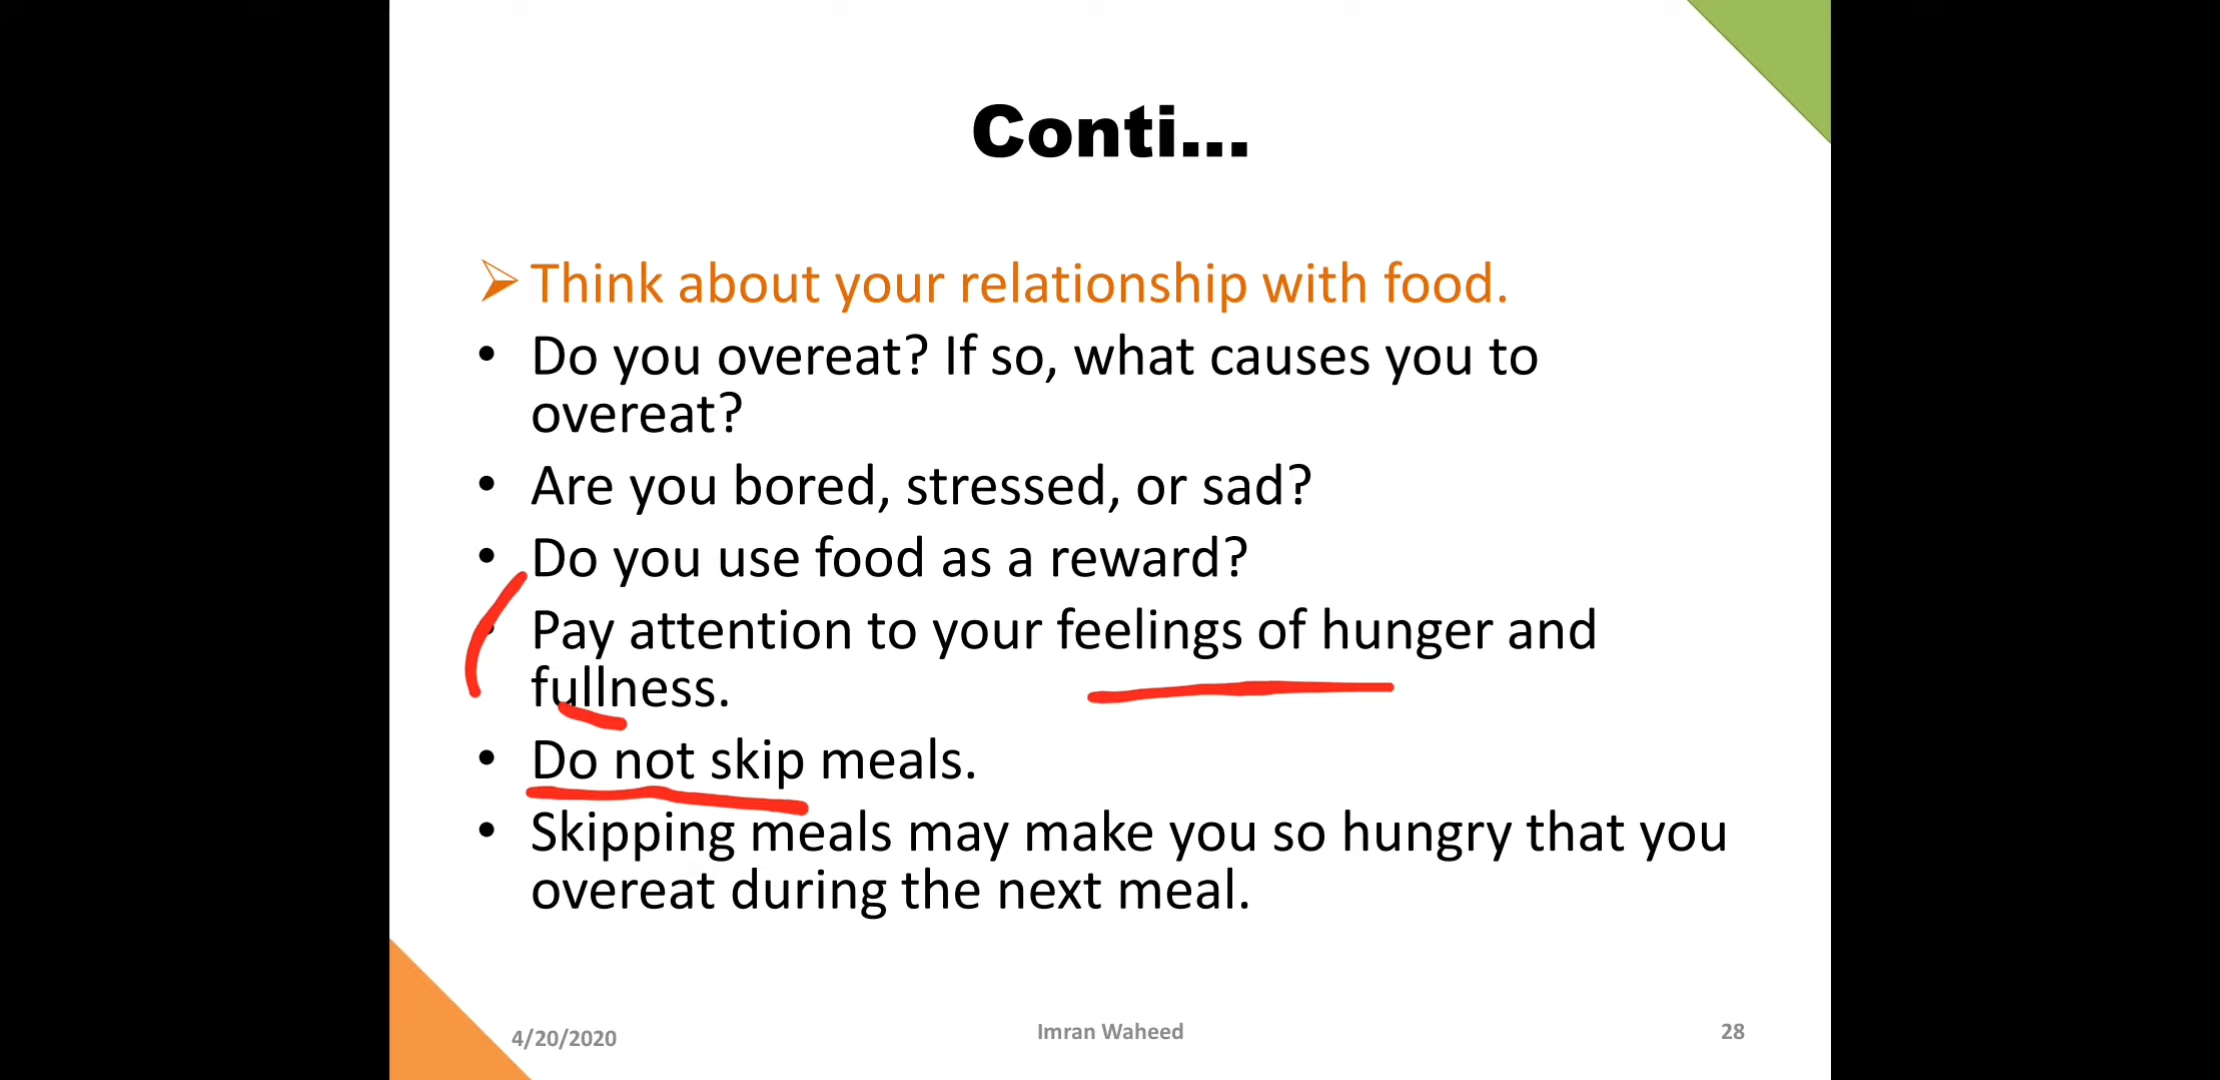 Conti...
➢ Think about your relationship with food.
• Do you overeat? If so, what causes you to
overeat?
• Are you bored, stressed, or sad?
• Do you use food as a reward?
• Pay attention to your feelings of hunger and
fullness.
• Do not skip meals.
• Skipping meals may make you so hungry that you
overeat during the next meal.
4/20/2020
Imran Waheed
28